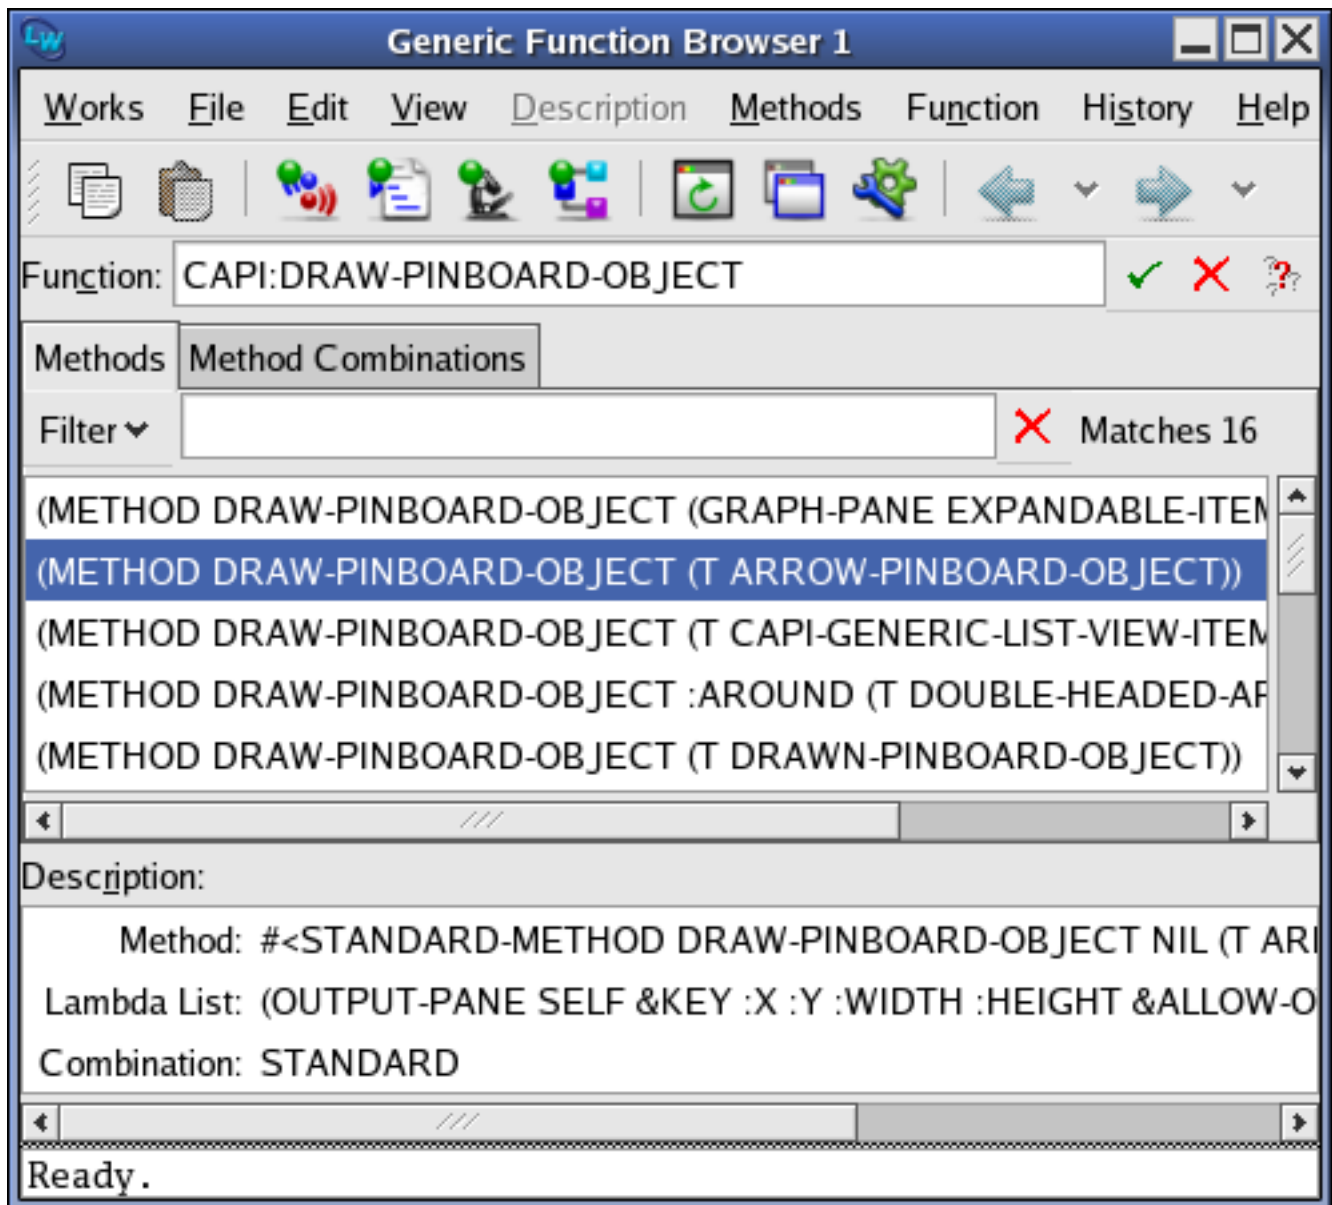 LW
Generic Function Browser 1
Works File Edit View Description Methods Function History Help
Function: CAPI:DRAW-PINBOARD-OBJECT
Methods Method Combinations
Filter Matches 16
(METHOD DRAW-PINBOARD-OBJECT (GRAPH-PANE EXPANDABLE-ITEM
(METHOD DRAW-PINBOARD-OBJECT (T ARROW-PINBOARD-OBJECT))
(METHOD DRAW-PINBOARD-OBJECT (T CAPI-GENERIC-LIST-VIEW-ITEM
(METHOD DRAW-PINBOARD-OBJECT :AROUND (T DOUBLE-HEADED-AR
(METHOD DRAW-PINBOARD-OBJECT (T DRAWN-PINBOARD-OBJECT))
Description:
Method: #<STANDARD-METHOD DRAW-PINBOARD-OBJECT NIL (T ARR
Lambda List: (OUTPUT-PANE SELF &KEY :X :Y :WIDTH :HEIGHT &ALLOW-O
Combination: STANDARD
Ready.